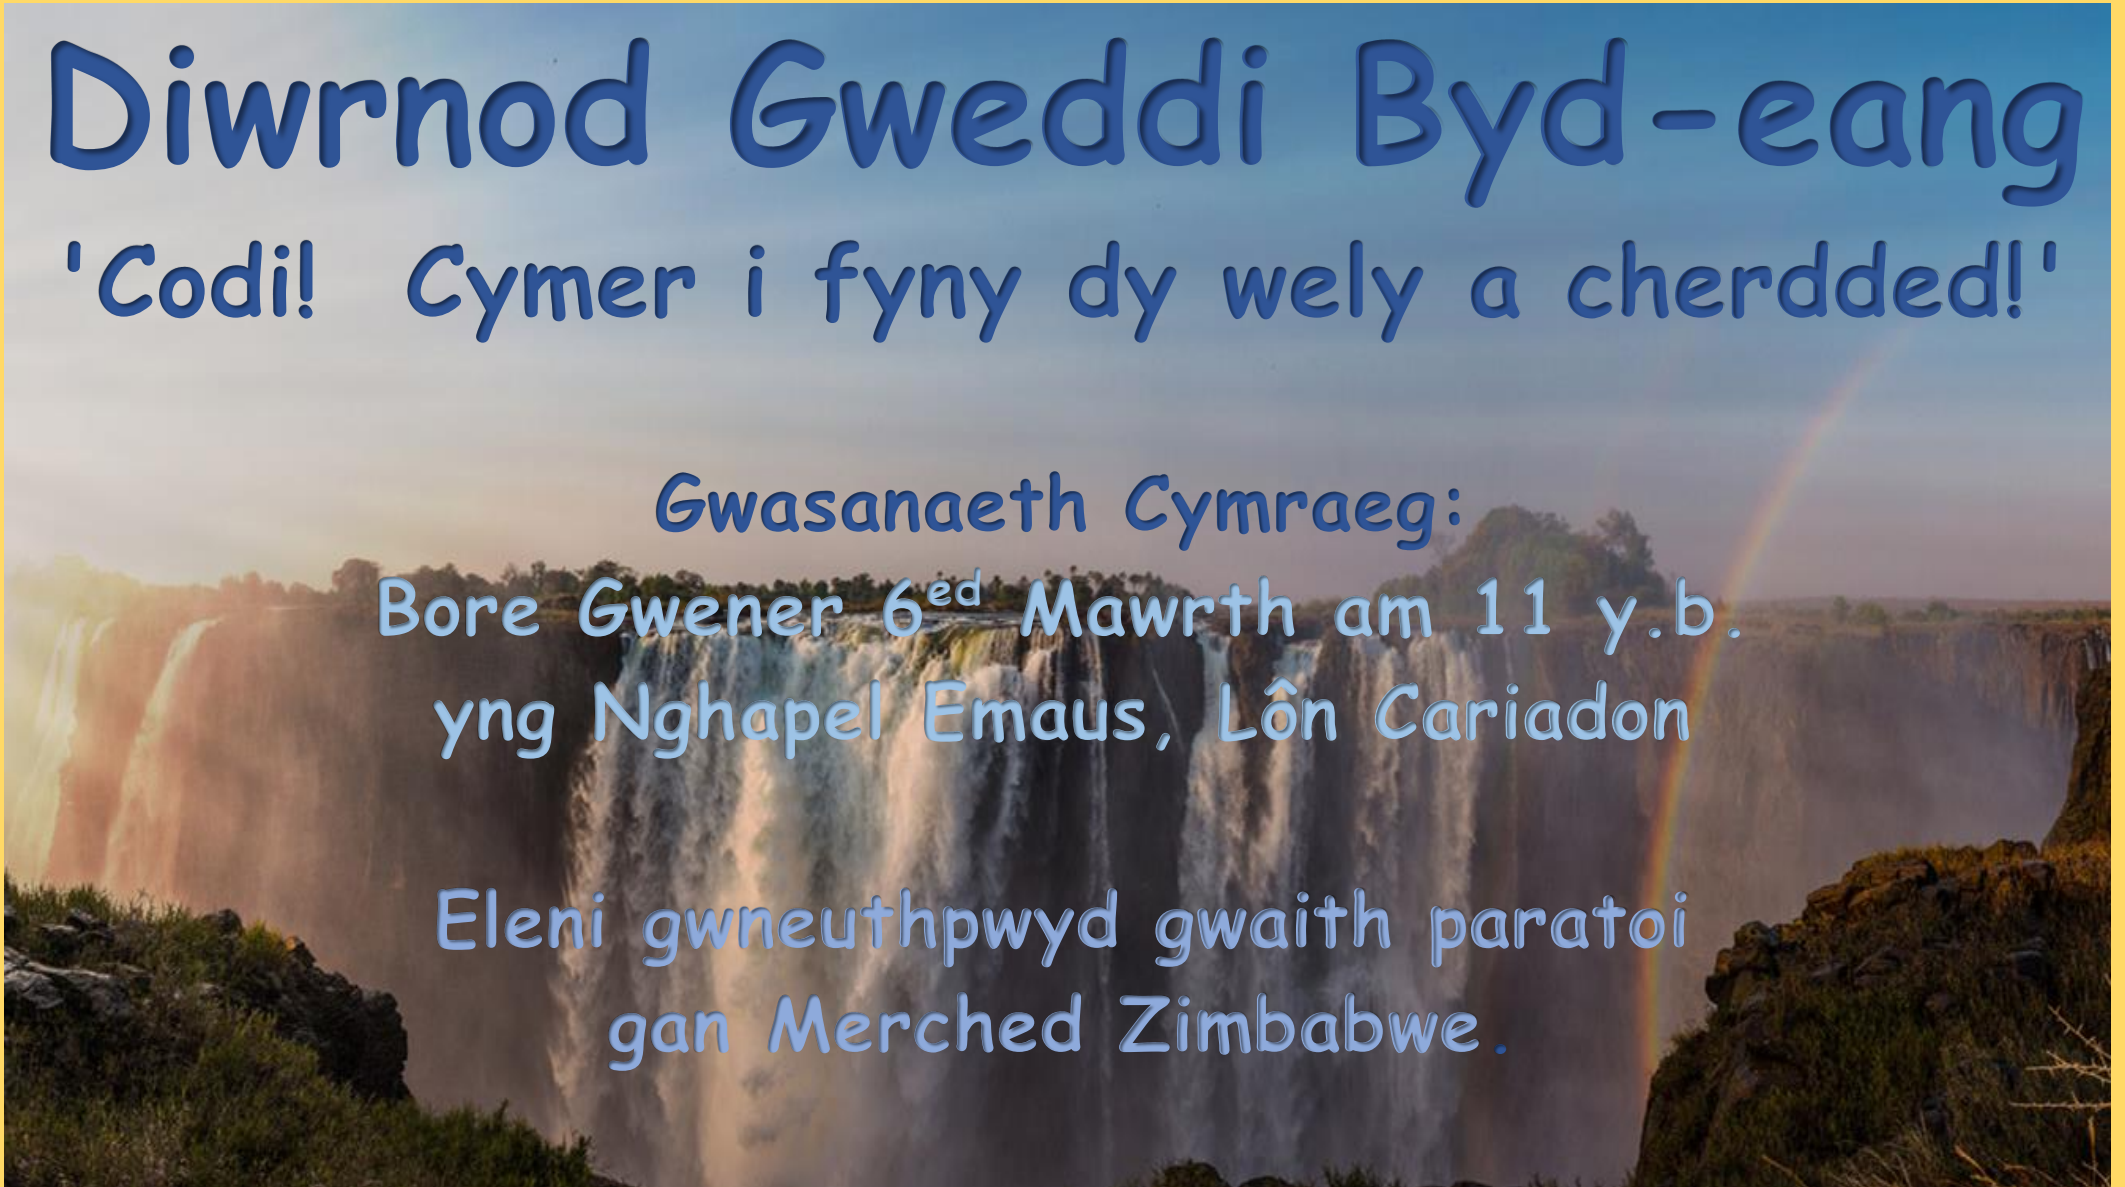 Diwrnod Gweddi Byd-eang
'Codi!  Cymer i fyny dy wely a cherdded!'
Gwasanaeth Cymraeg:
Bore Gwener 6ed Mawrth am 11 y.b.
yng Nghapel Emaus, Lôn Cariadon
Eleni gwneuthpwyd gwaith paratoi
gan Merched Zimbabwe.